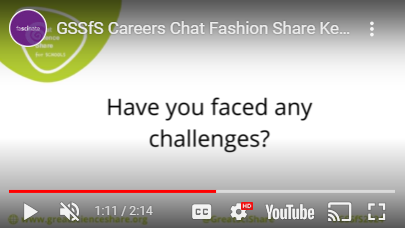 GSSfS Careers Chat Fashion Share Ke...
Have you faced any
challenges?
1:11 / 2:14
CC
HD
YouTube